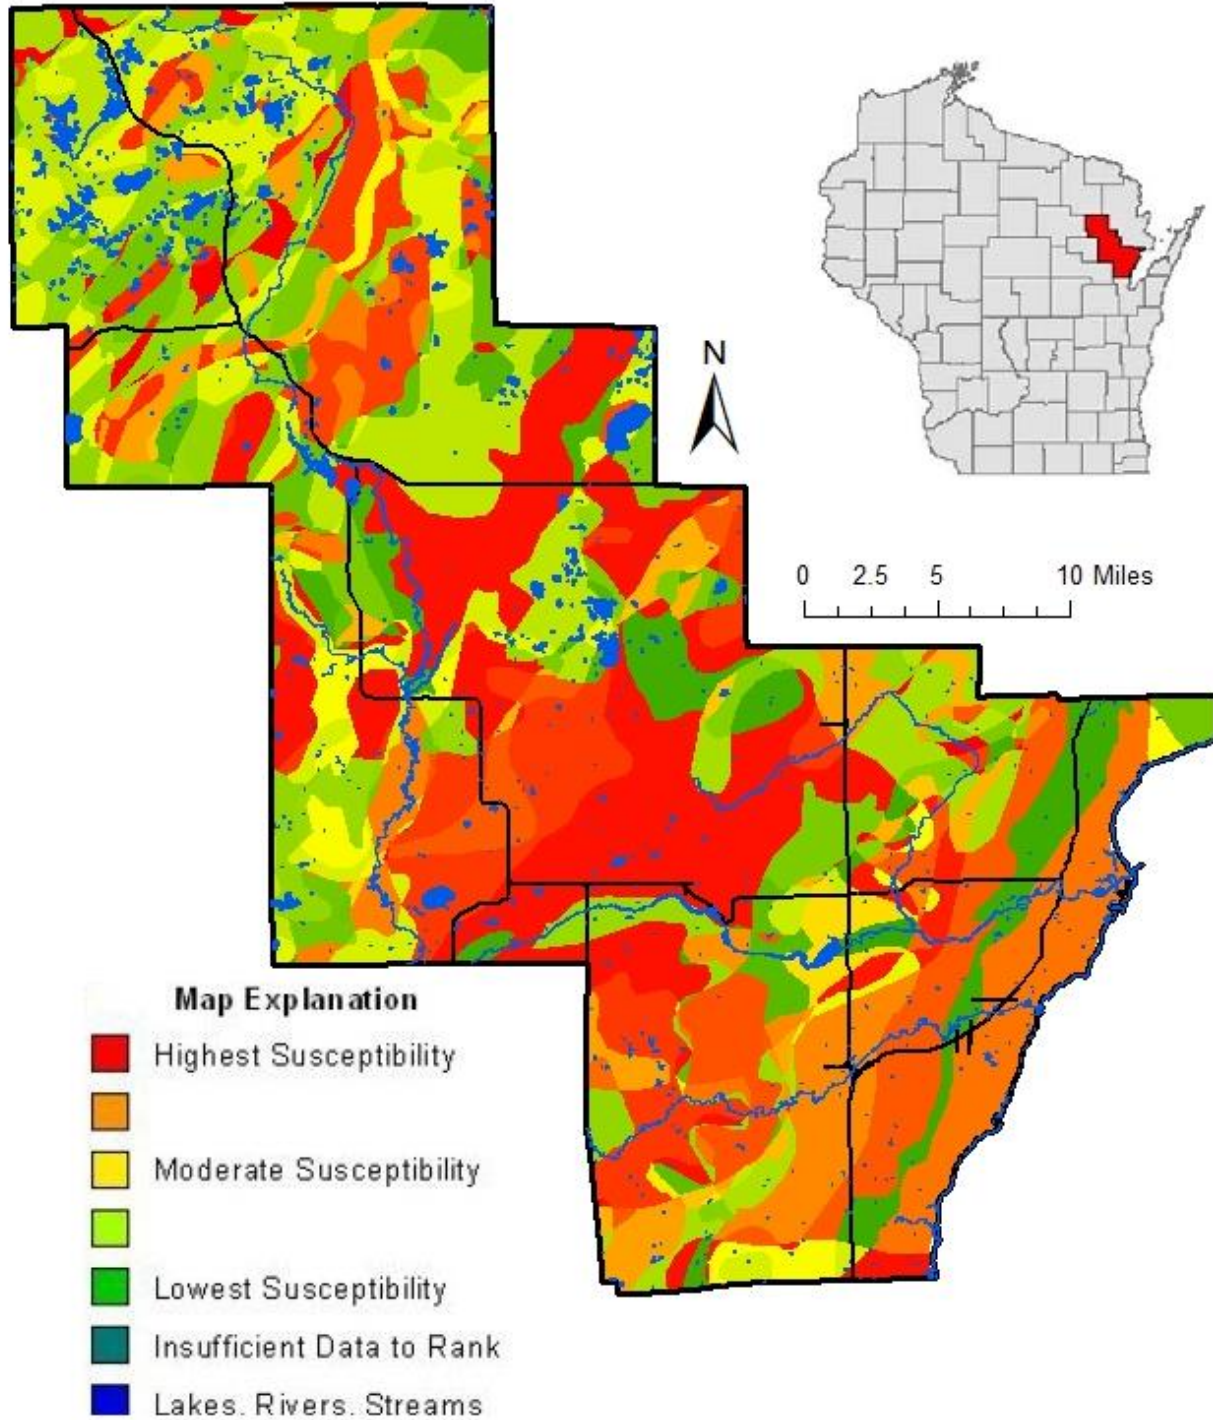 N
0 2.5 5 10 Miles
Map Explanation
Highest Susceptibility
Moderate Susceptibility
Lowest Susceptibility
Insufficient Data to Rank
Lakes. Rivers. Streams